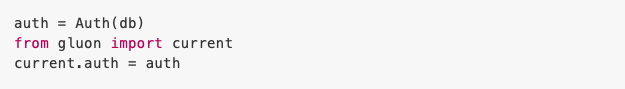 auth = Auth(db)
from gluon import current
current.auth = auth